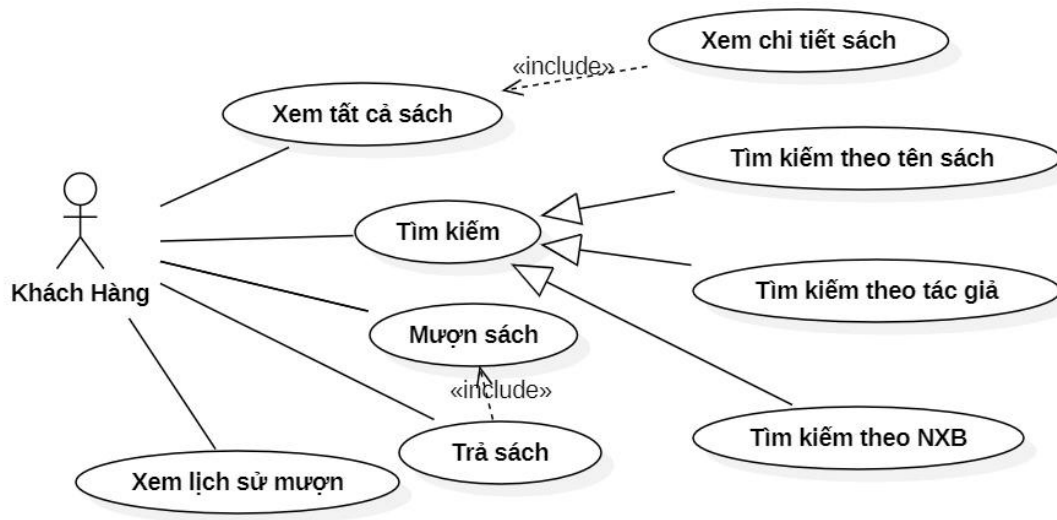 Xem chi tiết sách
«include»
Xem tất cả sách
Tìm kiếm theo tên sách
Tìm kiếm
Khách Hàng
Tìm kiếm theo tác giả
Mượn sách
«include»
Tìm kiếm theo NXB
Trả sách
Xem lịch sử mượn